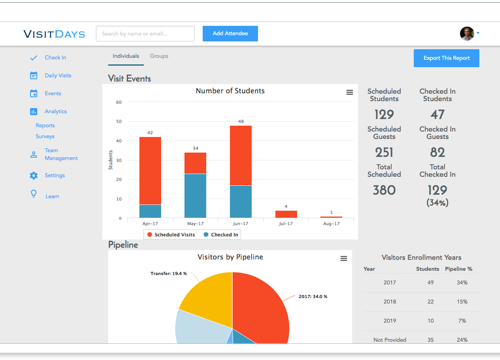 VISITDAYS
Search by name or email...
Add Attendee
Check In
Daily Visits
Events
Analytics
Reports
Surveys
Team
Management
Settings
Learn
Individuals Groups
Export This Report
Visit Events
Number of Students
Students
60
50
40
30
20
10
0
42
34
48
4
1
Apr-17 May-17 Jun-17 Jul-17 Aug-17
Scheduled Visits Checked In
Scheduled
Students
129
Checked In
Students
47
Scheduled
Guests
251
Checked In
Guests
82
Total
Scheduled
380
Total
Checked In
129
(34%)
Pipeline
Visitors by Pipeline
Transfer: 19.4 %
2017: 34.0 %
Visitors Enrollment Years
Year Students Pipeline %
2017 49 34%
2018 22 15%
2019 10 7%
Not Provided 35 24%